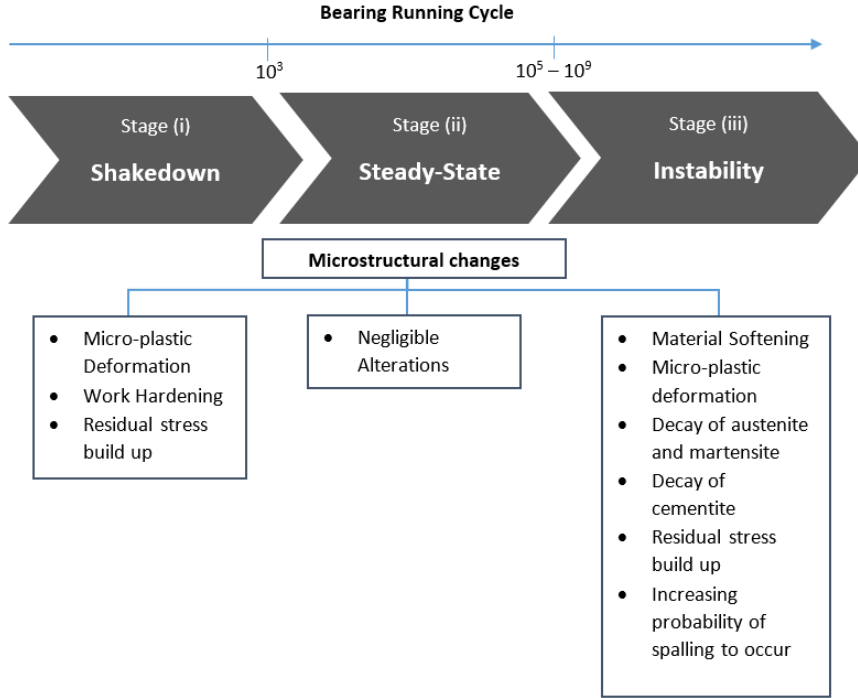 Bearing Running Cycle
10³
10⁵ – 10⁹
Stage (i)
Shakedown
Stage (ii)
Steady-State
Stage (iii)
Instability
Microstructural changes
• Micro-plastic
Deformation
• Work Hardening
• Residual stress
build up
• Negligible
Alterations
• Material Softening
• Micro-plastic
deformation
• Decay of austenite
and martensite
• Decay of
cementite
• Residual stress
build up
• Increasing
probability of
spalling to occur